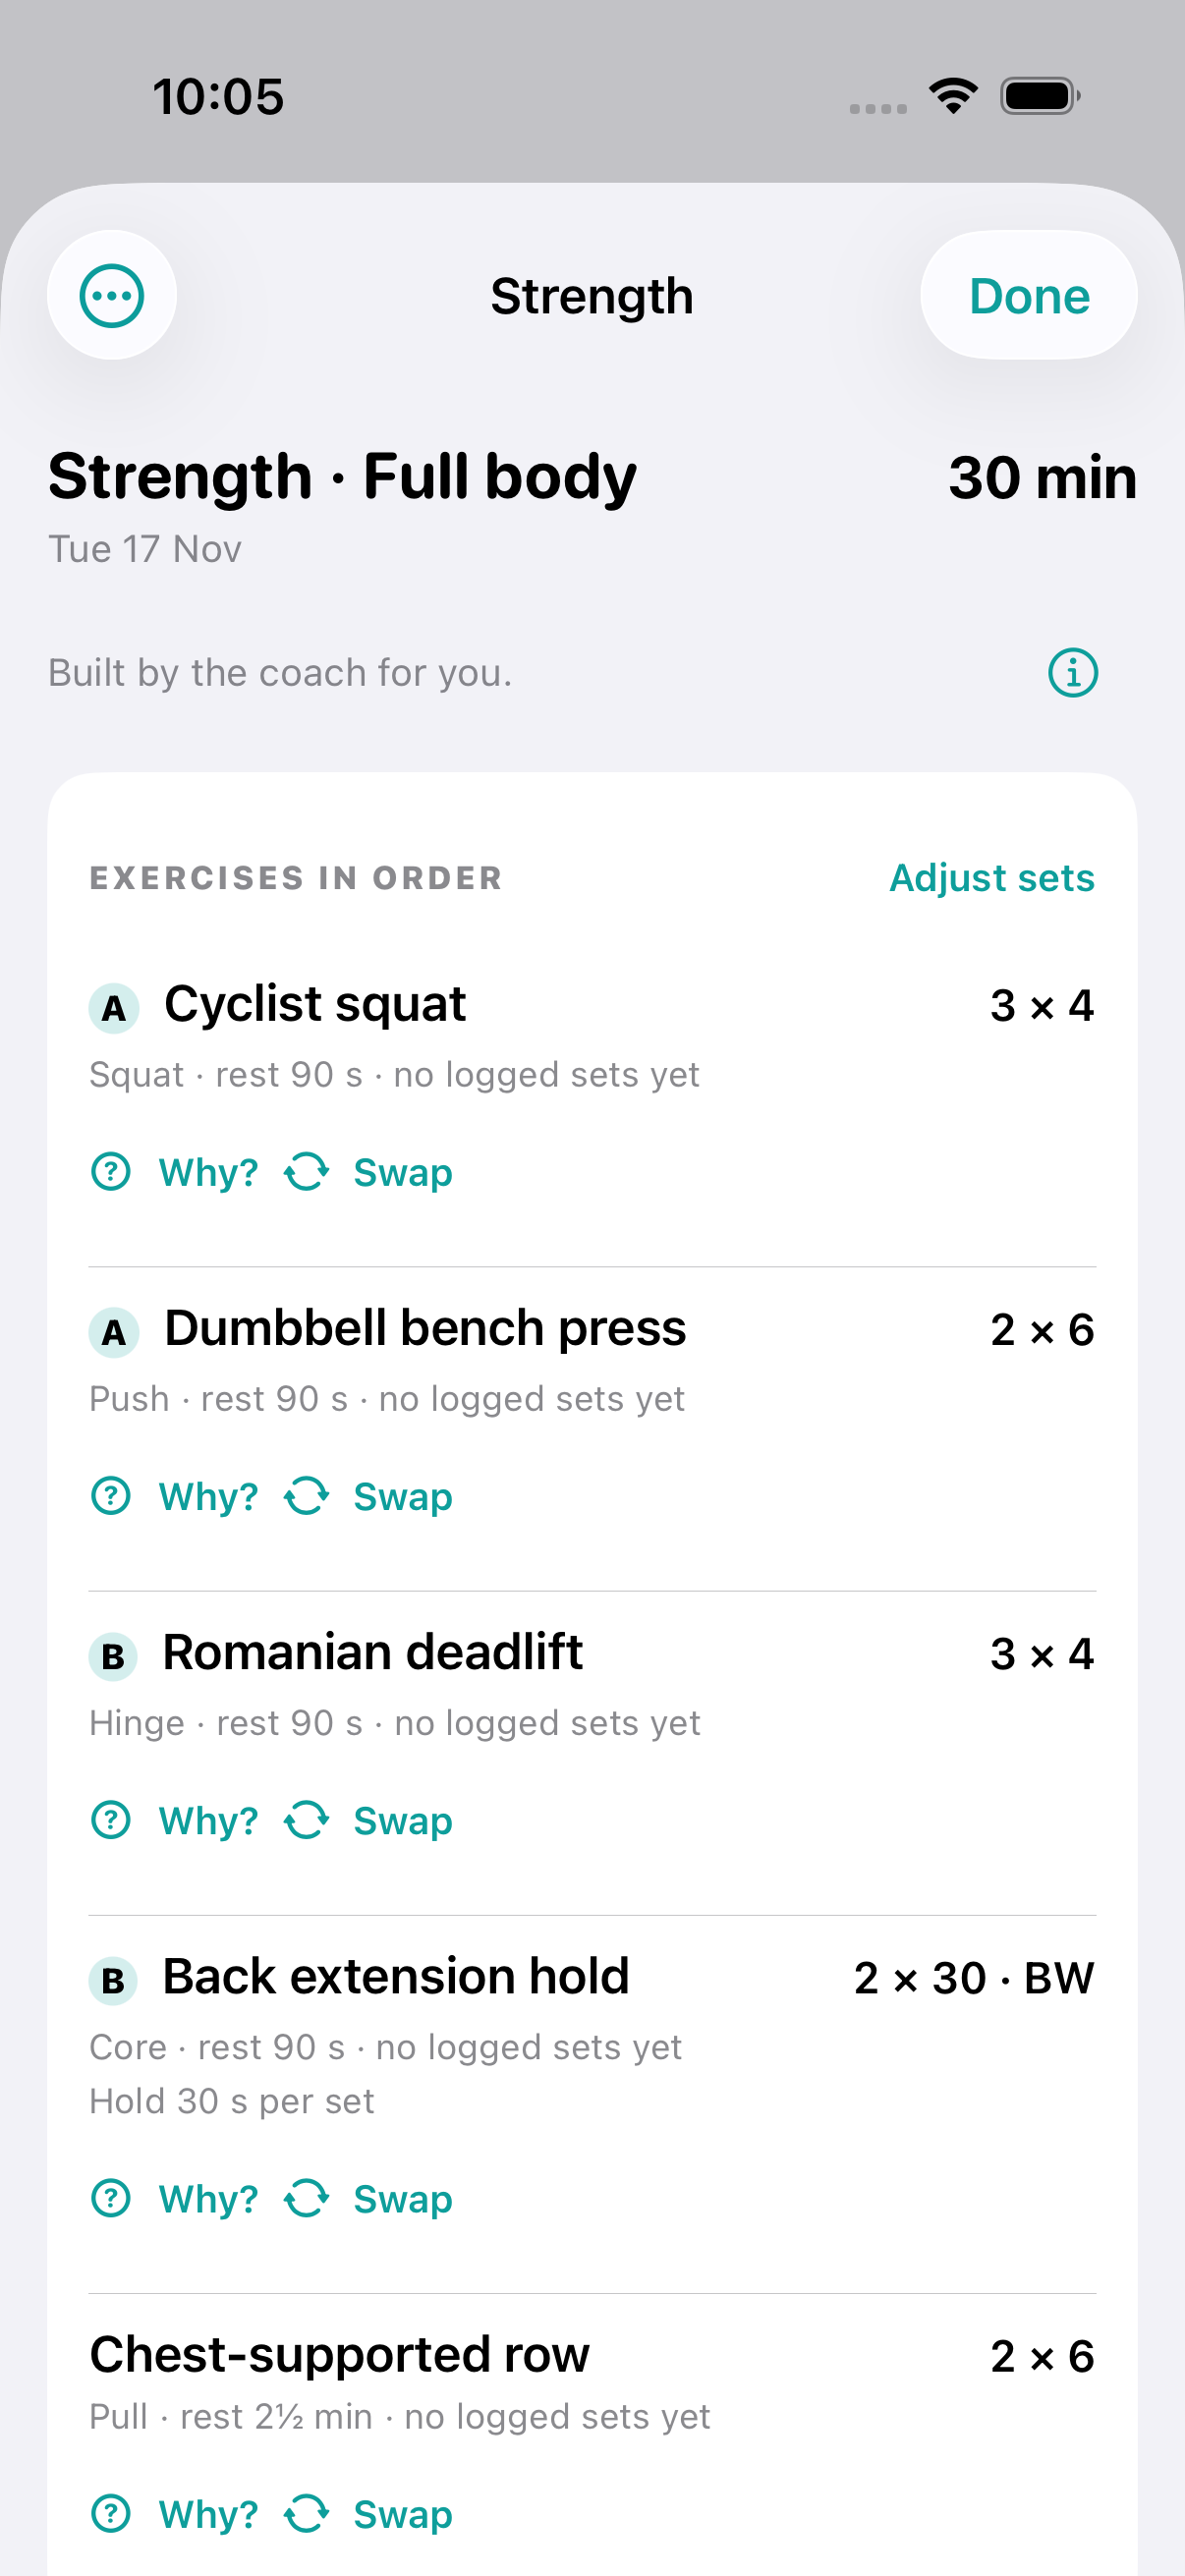 10:05
Strength
Done
Strength · Full body
30 min
Tue 17 Nov
Built by the coach for you.
EXERCISES IN ORDER
Adjust sets
A Cyclist squat
3 × 4
Squat · rest 90 s · no logged sets yet
Why? Swap
A Dumbbell bench press
2 × 6
Push · rest 90 s · no logged sets yet
Why? Swap
B Romanian deadlift
3 × 4
Hinge · rest 90 s · no logged sets yet
Why? Swap
B Back extension hold
2 × 30 · BW
Core · rest 90 s · no logged sets yet
Hold 30 s per set
Why? Swap
Chest-supported row
2 × 6
Pull · rest 2½ min · no logged sets yet
Why? Swap